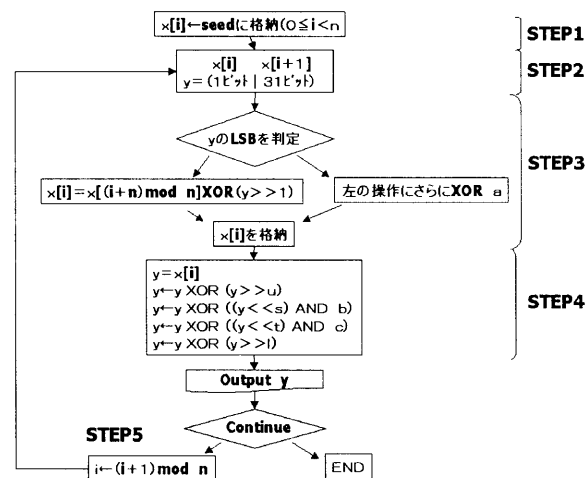 x[i]←seedに格納(0≦i<n
STEP1
x[i] x[i+1]
y=(1ビット | 31ビット)
STEP2
yのLSBを判定
STEP3
x[i]=x[(i+n)mod n]XOR(y>>1)
左の操作にさらにXOR a
x[i]を格納
y=x[i]
y←y XOR (y>>u)
y←y XOR ((y<<s) AND b)
y←y XOR ((y<<t) AND c)
y←y XOR (y>>l)
STEP4
Output y
Continue
STEP5
i←(i+1)mod n
END